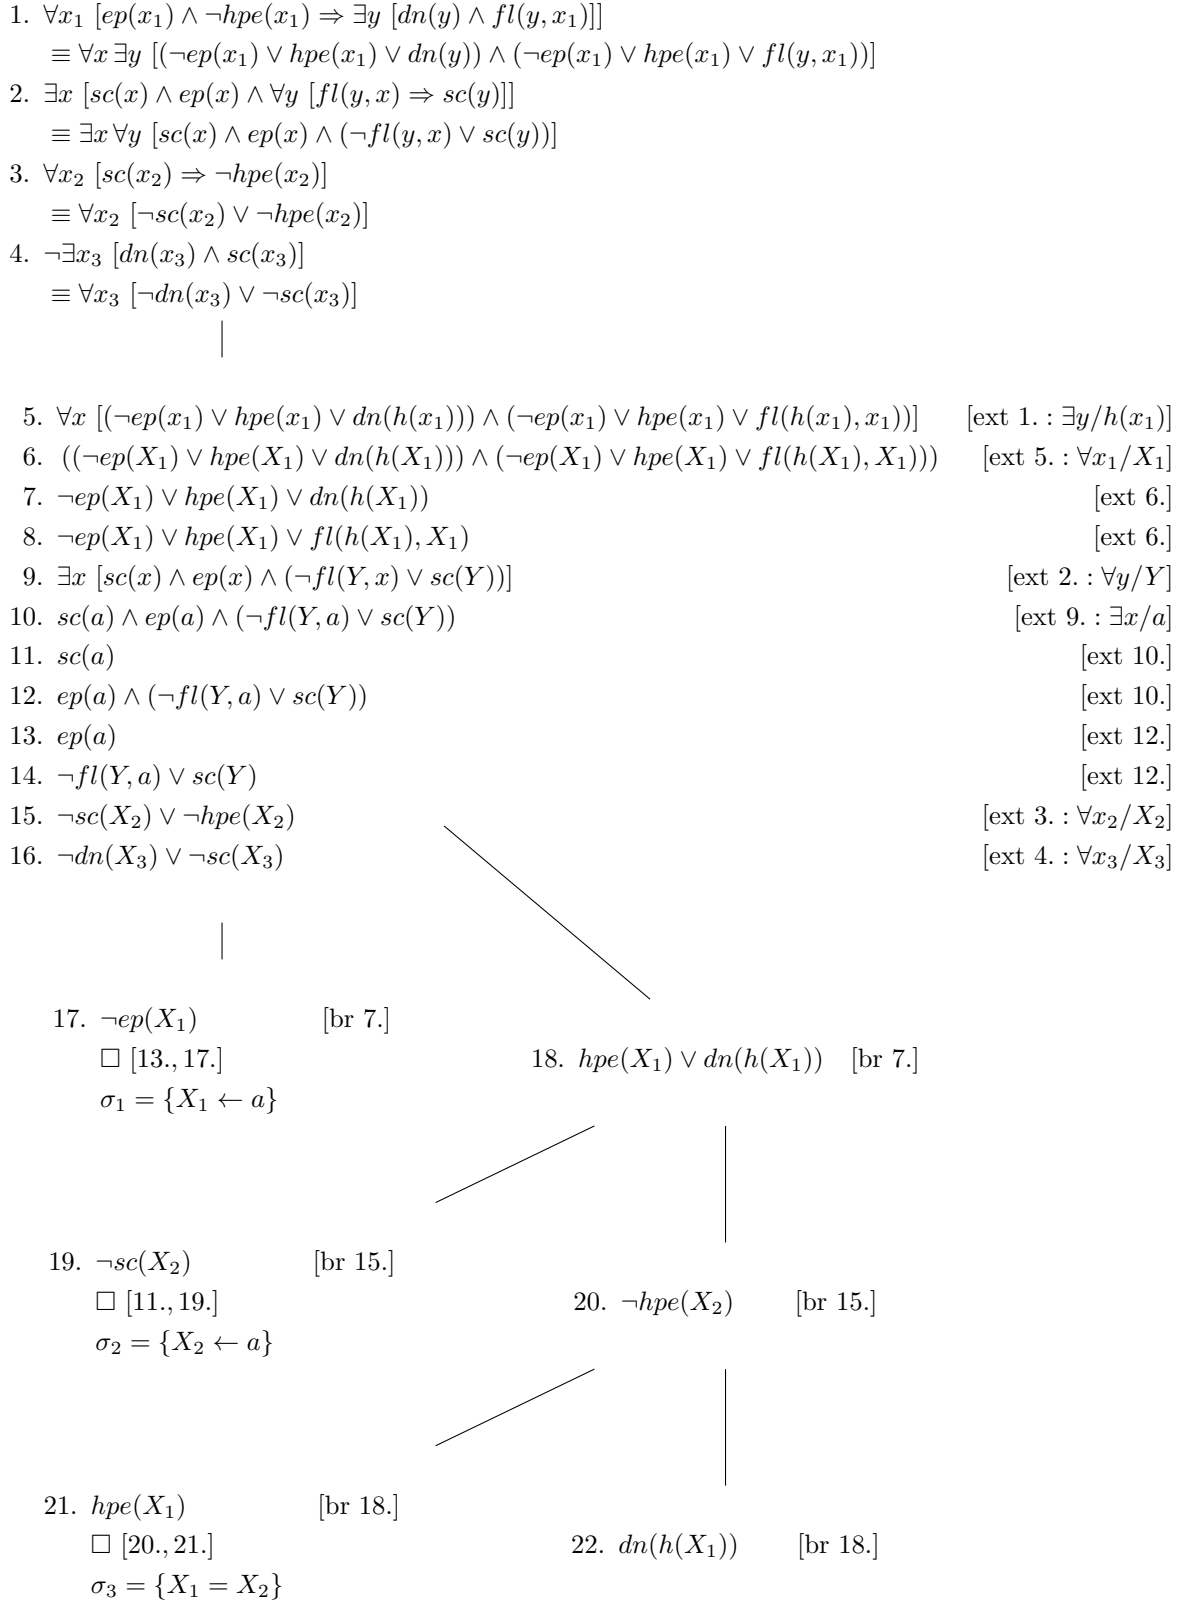 1. ∀x₁ [ep(x₁) ∧ ¬hpe(x₁) ⇒ ∃y [dn(y) ∧ fl(y, x₁)]]
≡ ∀x ∃y [(¬ep(x₁) ∨ hpe(x₁) ∨ dn(y)) ∧ (¬ep(x₁) ∨ hpe(x₁) ∨ fl(y, x₁))]
2. ∃x [sc(x) ∧ ep(x) ∧ ∀y [fl(y, x) ⇒ sc(y)]]
≡ ∃x ∀y [sc(x) ∧ ep(x) ∧ (¬fl(y, x) ∨ sc(y))]
3. ∀x₂ [sc(x₂) ⇒ ¬hpe(x₂)]
≡ ∀x₂ [¬sc(x₂) ∨ ¬hpe(x₂)]
4. ¬∃x₃ [dn(x₃) ∧ sc(x₃)]
≡ ∀x₃ [¬dn(x₃) ∨ ¬sc(x₃)]
5. ∀x [(¬ep(x₁) ∨ hpe(x₁) ∨ dn(h(x₁))) ∧ (¬ep(x₁) ∨ hpe(x₁) ∨ fl(h(x₁), x₁))] [ext 1. : ∃y/h(x₁)]
6. ((¬ep(X₁) ∨ hpe(X₁) ∨ dn(h(X₁))) ∧ (¬ep(X₁) ∨ hpe(X₁) ∨ fl(h(X₁), X₁))) [ext 5. : ∀x₁/X₁]
7. ¬ep(X₁) ∨ hpe(X₁) ∨ dn(h(X₁)) [ext 6.]
8. ¬ep(X₁) ∨ hpe(X₁) ∨ fl(h(X₁), X₁) [ext 6.]
9. ∃x [sc(x) ∧ ep(x) ∧ (¬fl(Y, x) ∨ sc(Y))] [ext 2. : ∀y/Y]
10. sc(a) ∧ ep(a) ∧ (¬fl(Y, a) ∨ sc(Y)) [ext 9. : ∃x/a]
11. sc(a) [ext 10.]
12. ep(a) ∧ (¬fl(Y, a) ∨ sc(Y)) [ext 10.]
13. ep(a) [ext 12.]
14. ¬fl(Y, a) ∨ sc(Y) [ext 12.]
15. ¬sc(X₂) ∨ ¬hpe(X₂) [ext 3. : ∀x₂/X₂]
16. ¬dn(X₃) ∨ ¬sc(X₃) [ext 4. : ∀x₃/X₃]
17. ¬ep(X₁) [br 7.]
□ [13., 17.]
σ₁ = {X₁ ← a}
18. hpe(X₁) ∨ dn(h(X₁)) [br 7.]
19. ¬sc(X₂) [br 15.]
□ [11., 19.]
σ₂ = {X₂ ← a}
20. ¬hpe(X₂) [br 15.]
21. hpe(X₁) [br 18.]
□ [20., 21.]
σ₃ = {X₁ = X₂}
22. dn(h(X₁)) [br 18.]